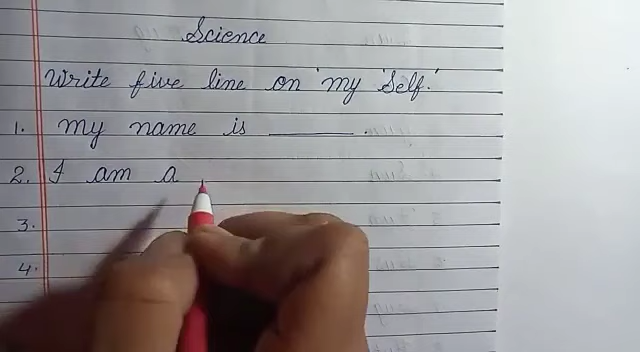 Science
Write five line on 'my self.'
1. My name is ______.
2. I am a
3.
4.